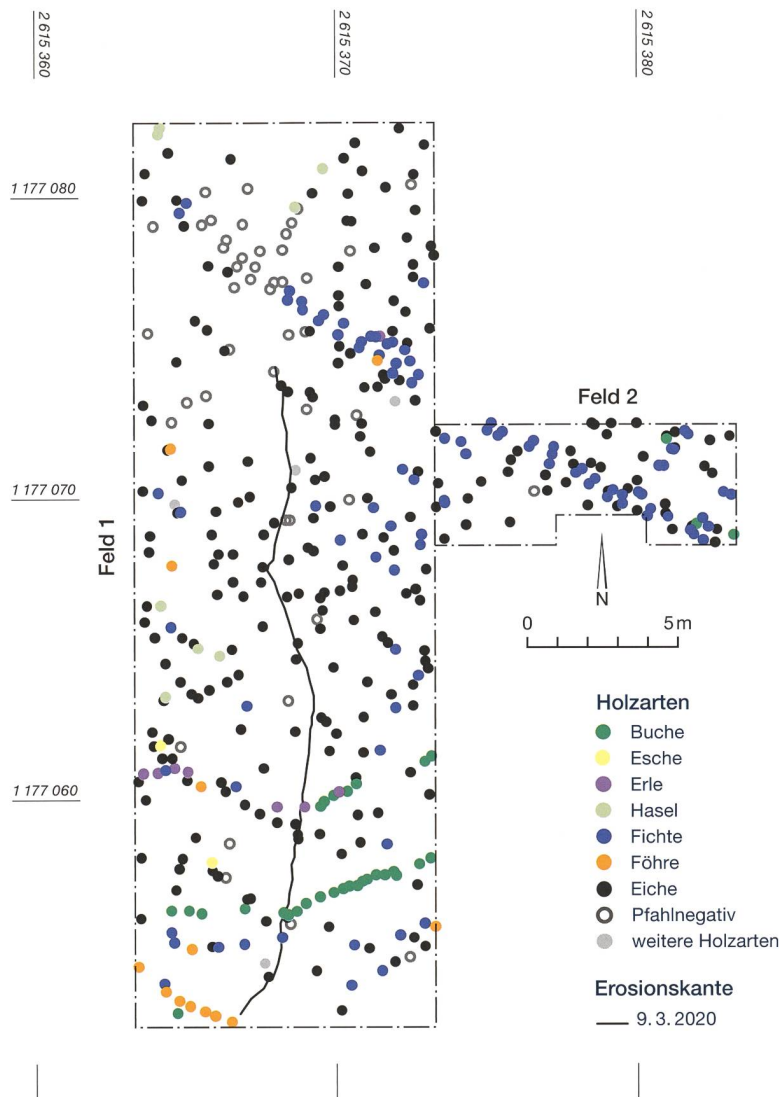 2 615 360
2 615 370
2 615 380
1 177 080
Feld 2
1 177 070
Feld 1
N
0 5 m
Holzarten
Buche
Esche
Erle
1 177 060
Hasel
Fichte
Föhre
Eiche
Pfahlnegativ
weitere Holzarten
Erosionskante
9. 3. 2020